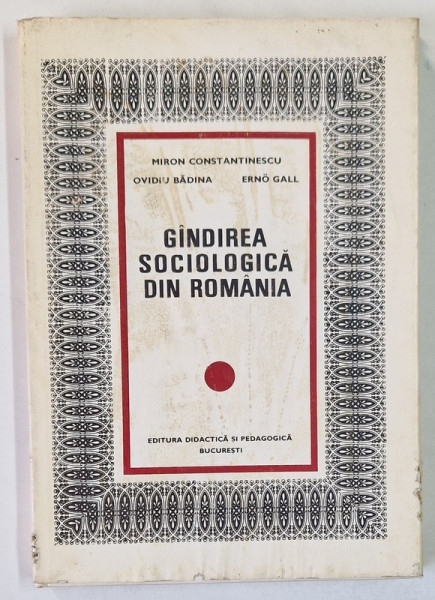 MIRON CONSTANTINESCU
OVIDIU BĂDINA ERNÖ GALL
GÎNDIREA
SOCIOLOGICĂ
DIN ROMÂNIA
EDITURA DIDACTICĂ ȘI PEDAGOGICĂ
BUCUREȘTI